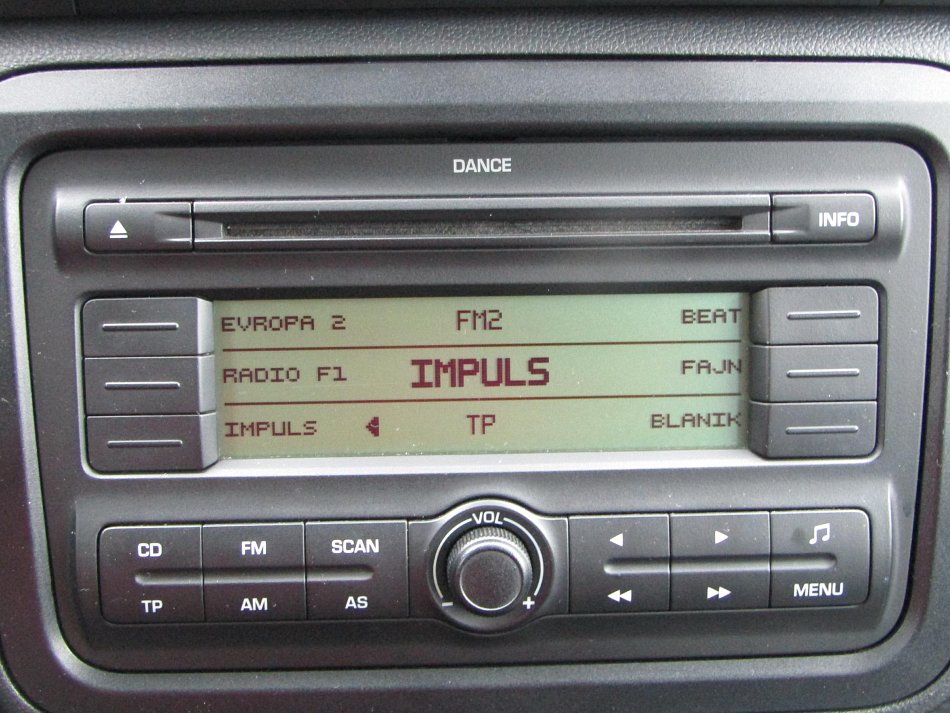 DANCE
INFO
EVROPA 2 FM2 BEAT
RADIO F1 IMPULS FAJN
IMPULS TP BLANIK
VOL
CD FM SCAN
TP AM AS - + MENU